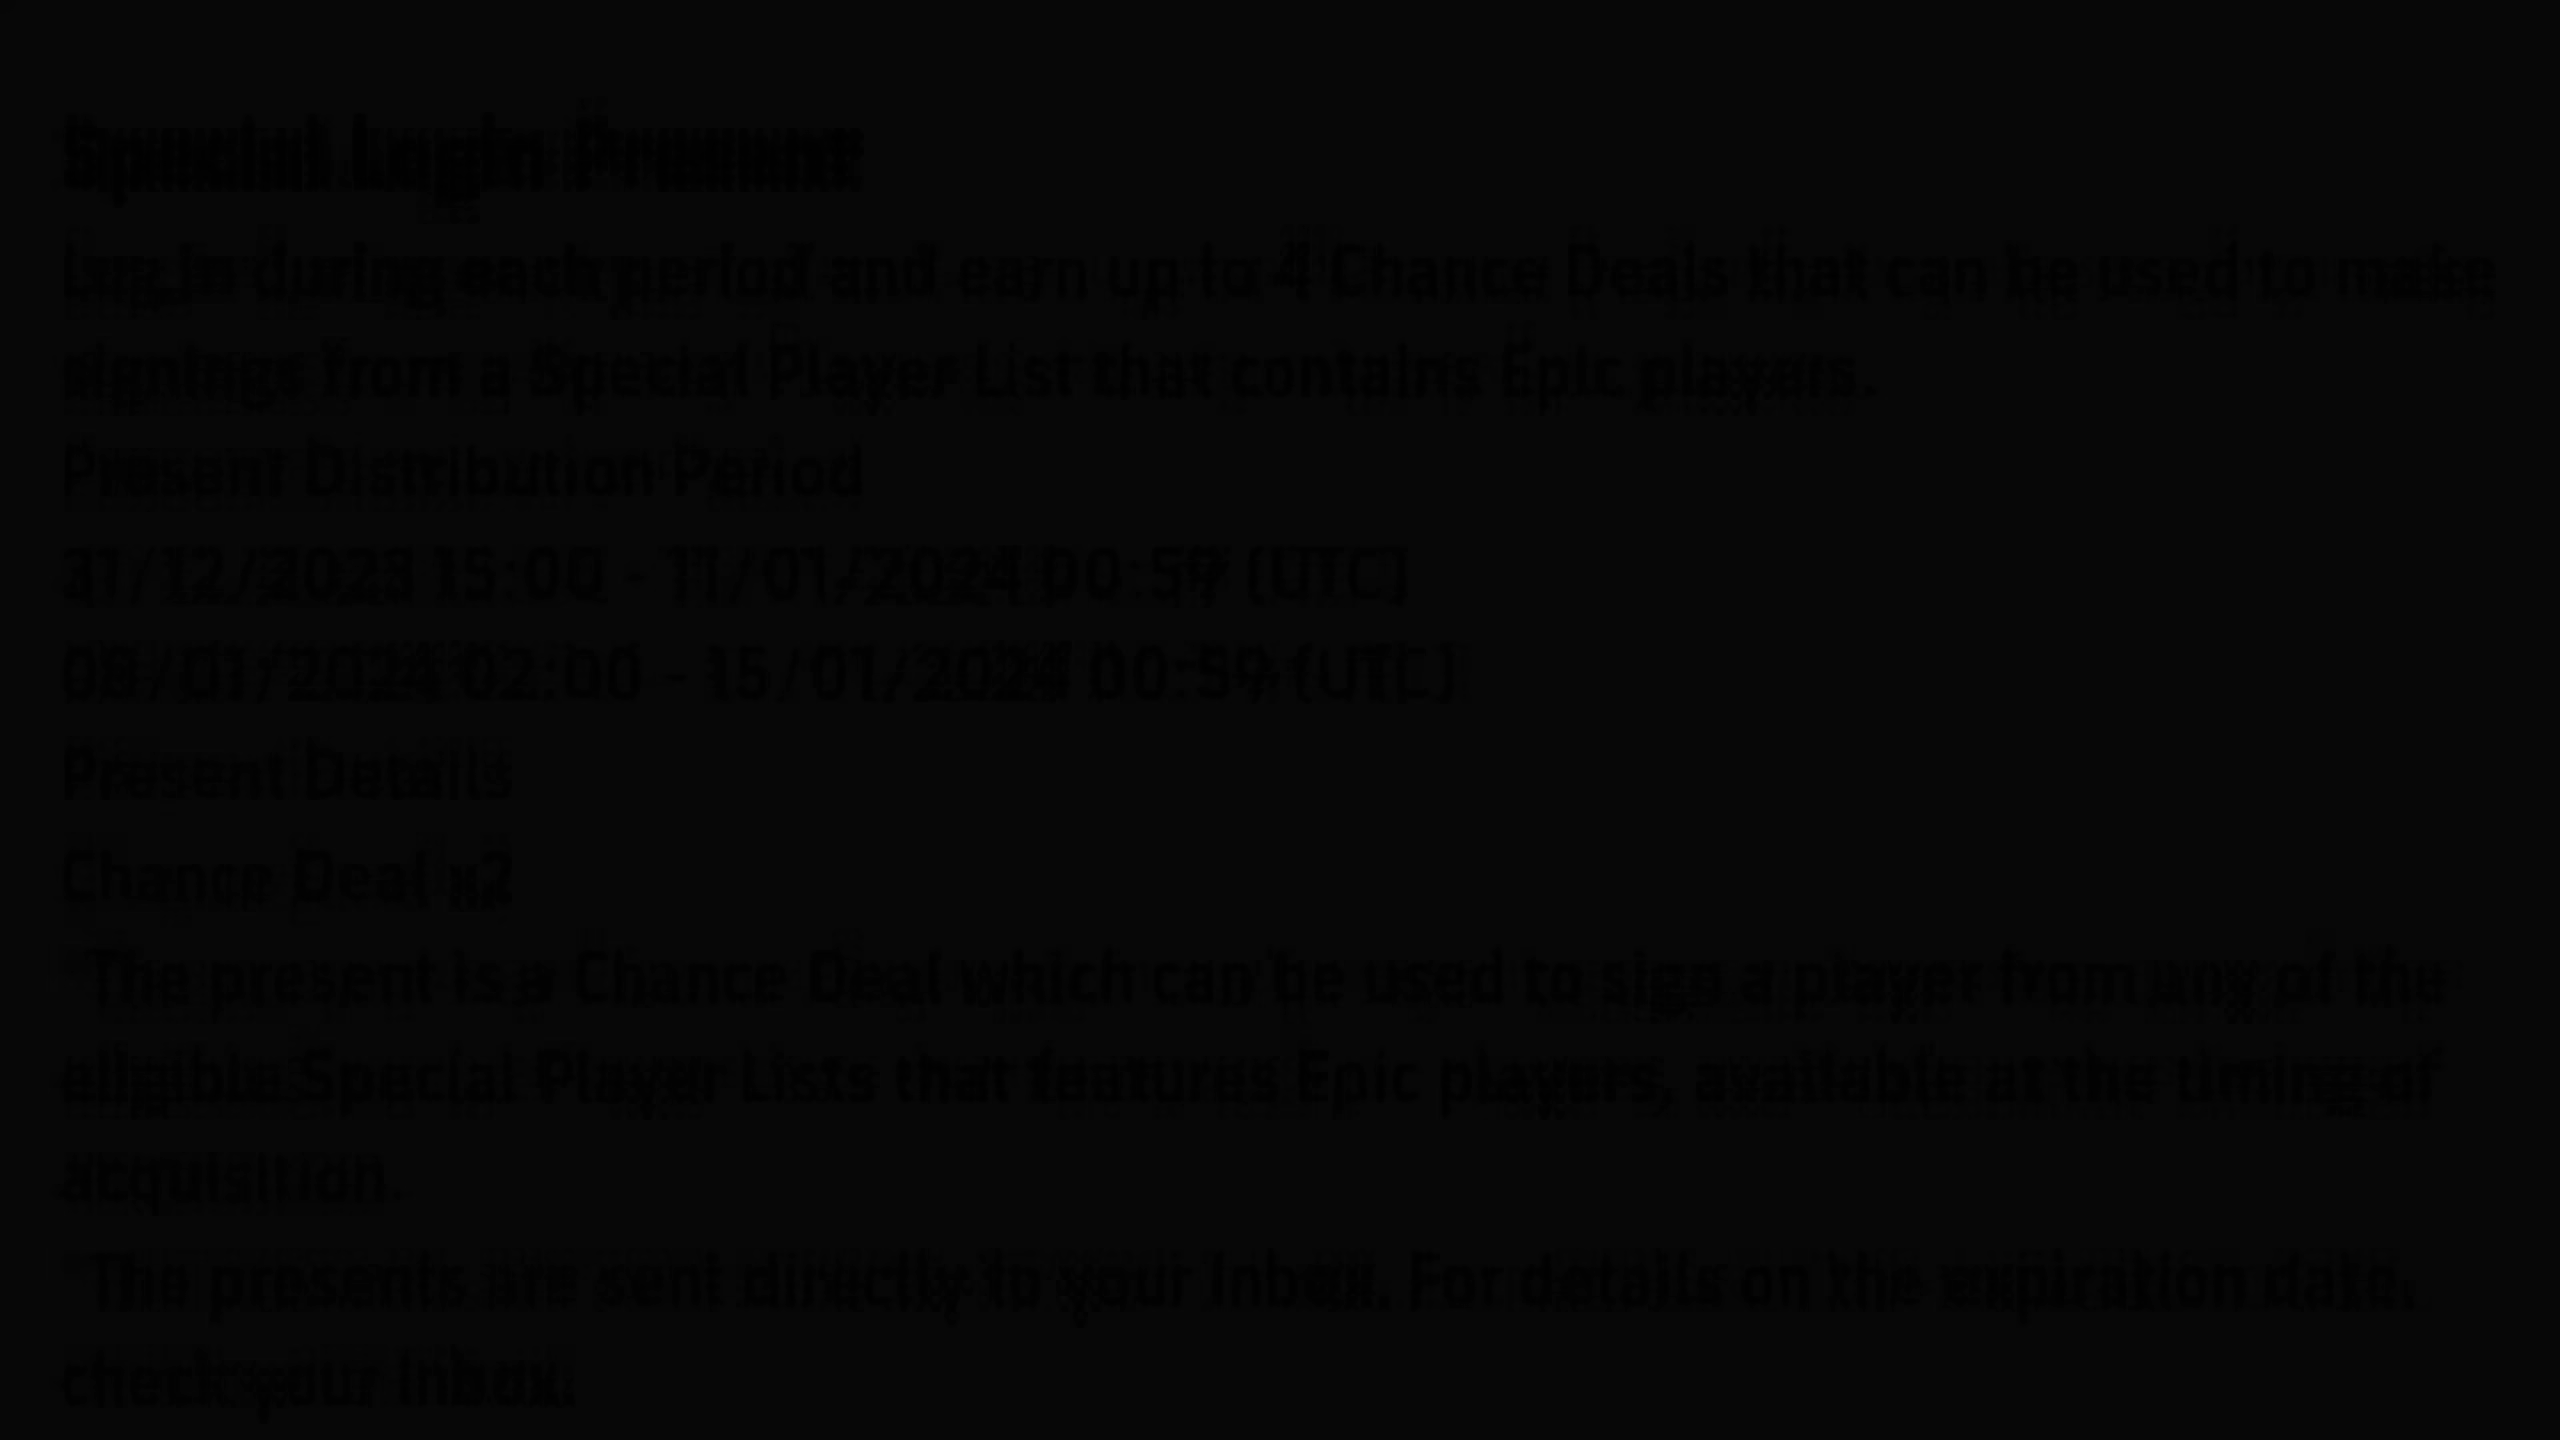 Special Login Present
Log in during each period and earn up to 4 Chance Deals that can be used to make
signings from a Special Player List that contains Epic players.
Present Distribution Period
31/12/2023 15:00 - 11/01/2024 00:59 (UTC)
08/01/2024 02:00 - 15/01/2024 00:59 (UTC)
Present Details
Chance Deal x2
*The present is a Chance Deal which can be used to sign a player from any of the
eligible Special Player Lists that features Epic players, available at the timing of
acquisition.
*The presents are sent directly to your Inbox. For details on the expiration date,
check your Inbox.